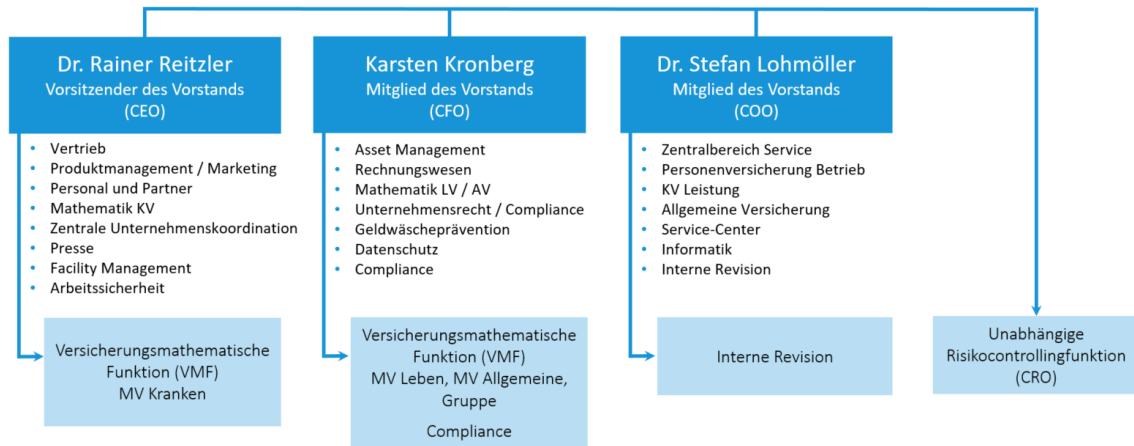 Dr. Rainer Reitzler
Vorsitzender des Vorstands
(CEO)
• Vertrieb
• Produktmanagement / Marketing
• Personal und Partner
• Mathematik KV
• Zentrale Unternehmenskoordination
• Presse
• Facility Management
• Arbeitssicherheit
Versicherungsmathematische
Funktion (VMF)
MV Kranken
Karsten Kronberg
Mitglied des Vorstands
(CFO)
• Asset Management
• Rechnungswesen
• Mathematik LV / AV
• Unternehmensrecht / Compliance
• Geldwäscheprävention
• Datenschutz
• Compliance
Versicherungsmathematische
Funktion (VMF)
MV Leben, MV Allgemeine,
Gruppe
Compliance
Dr. Stefan Lohmöller
Mitglied des Vorstands
(COO)
• Zentralbereich Service
• Personenversicherung Betrieb
• KV Leistung
• Allgemeine Versicherung
• Service-Center
• Informatik
• Interne Revision
Interne Revision
Unabhängige
Risikocontrollingfunktion
(CRO)